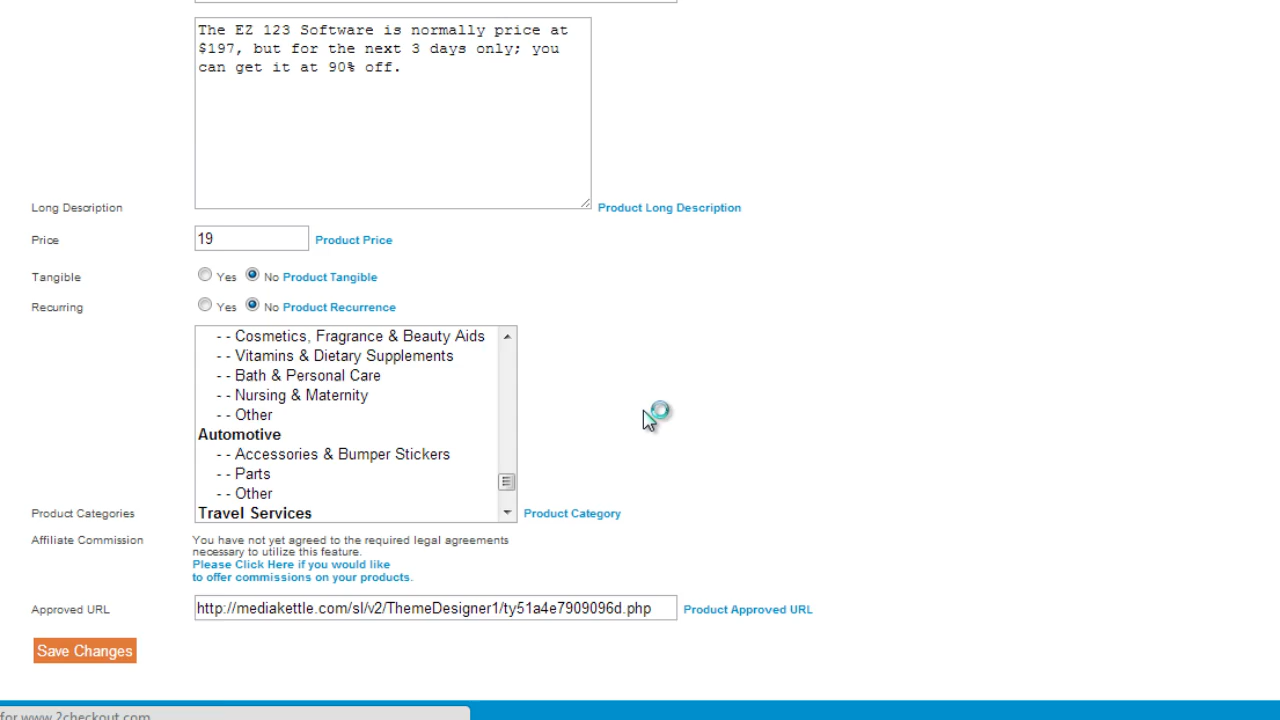 The EZ 123 Software is normally price at
$197, but for the next 3 days only; you
can get it at 90% off.
Long Description
Product Long Description
Price
19
Product Price
Tangible
Yes
No
Product Tangible
Recurring
Yes
No
Product Recurrence
- - Cosmetics, Fragrance & Beauty Aids
- - Vitamins & Dietary Supplements
- - Bath & Personal Care
- - Nursing & Maternity
- - Other
Automotive
- - Accessories & Bumper Stickers
- - Parts
- - Other
Travel Services
Product Categories
Product Category
Affiliate Commission
You have not yet agreed to the required legal agreements
necessary to utilize this feature.
Please Click Here if you would like
to offer commissions on your products.
Approved URL
http://mediakettle.com/sl/v2/ThemeDesigner1/ty51a4e7909096d.php
Product Approved URL
Save Changes
for www.2checkout.com